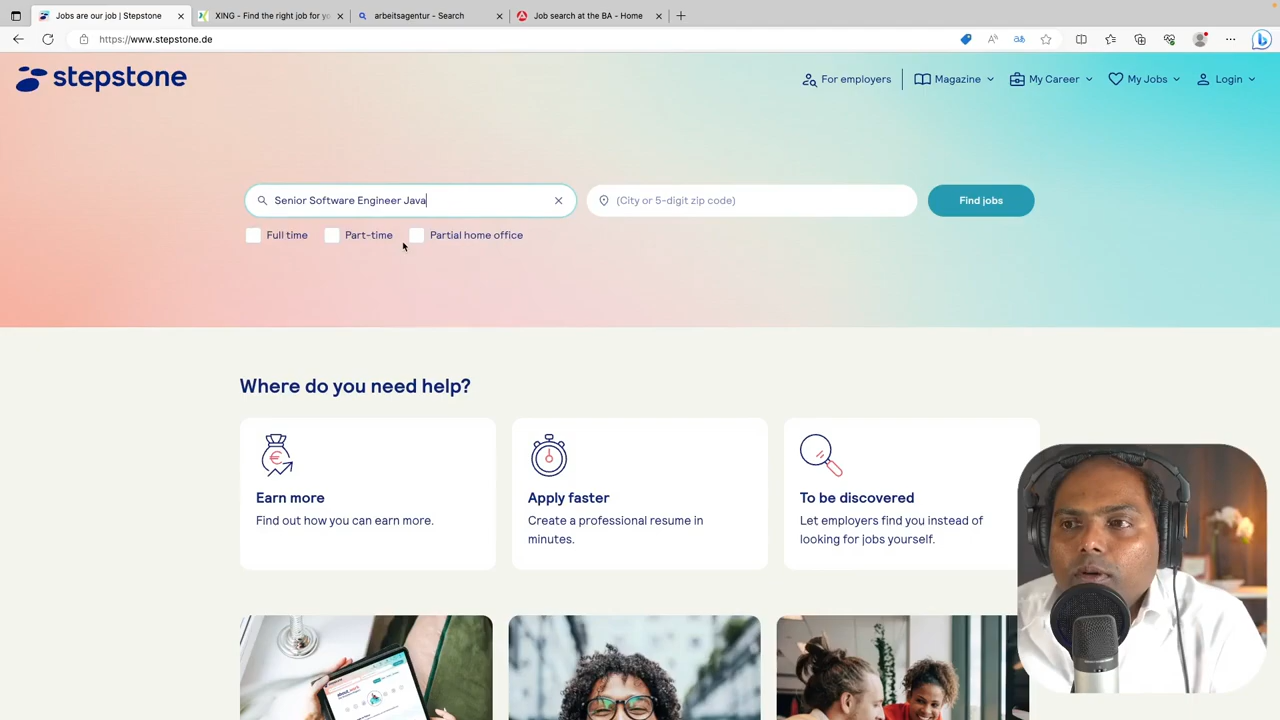 Jobs are our job | Stepstone
XING - Find the right job for yo
arbeitsagentur - Search
Job search at the BA - Home
https://www.stepstone.de
stepstone
For employers
Magazine
My Career
My Jobs
Login
Senior Software Engineer Java
(City or 5-digit zip code)
Find jobs
Full time
Part-time
Partial home office
Where do you need help?
Earn more
Find out how you can earn more.
Apply faster
Create a professional resume in
minutes.
To be discovered
Let employers find you instead of
looking for jobs yourself.